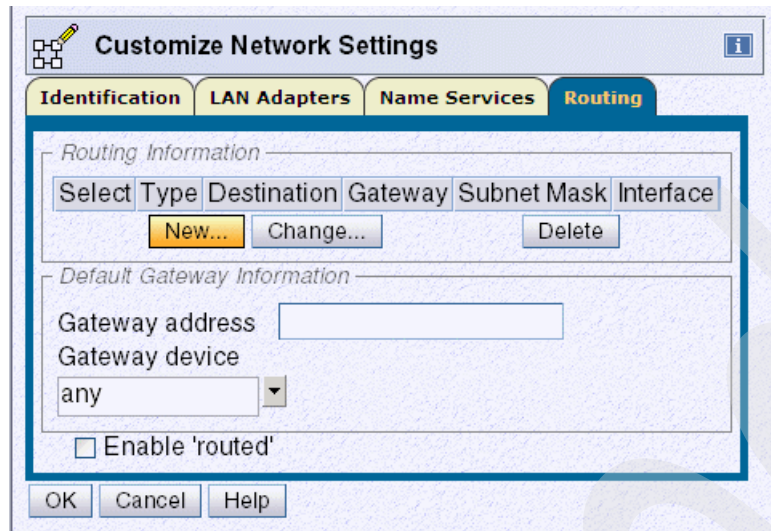 Customize Network Settings
i
Identification LAN Adapters Name Services Routing
Routing Information
Select Type Destination Gateway Subnet Mask Interface
New... Change... Delete
Default Gateway Information
Gateway address
Gateway device
any
Enable 'routed'
OK Cancel Help